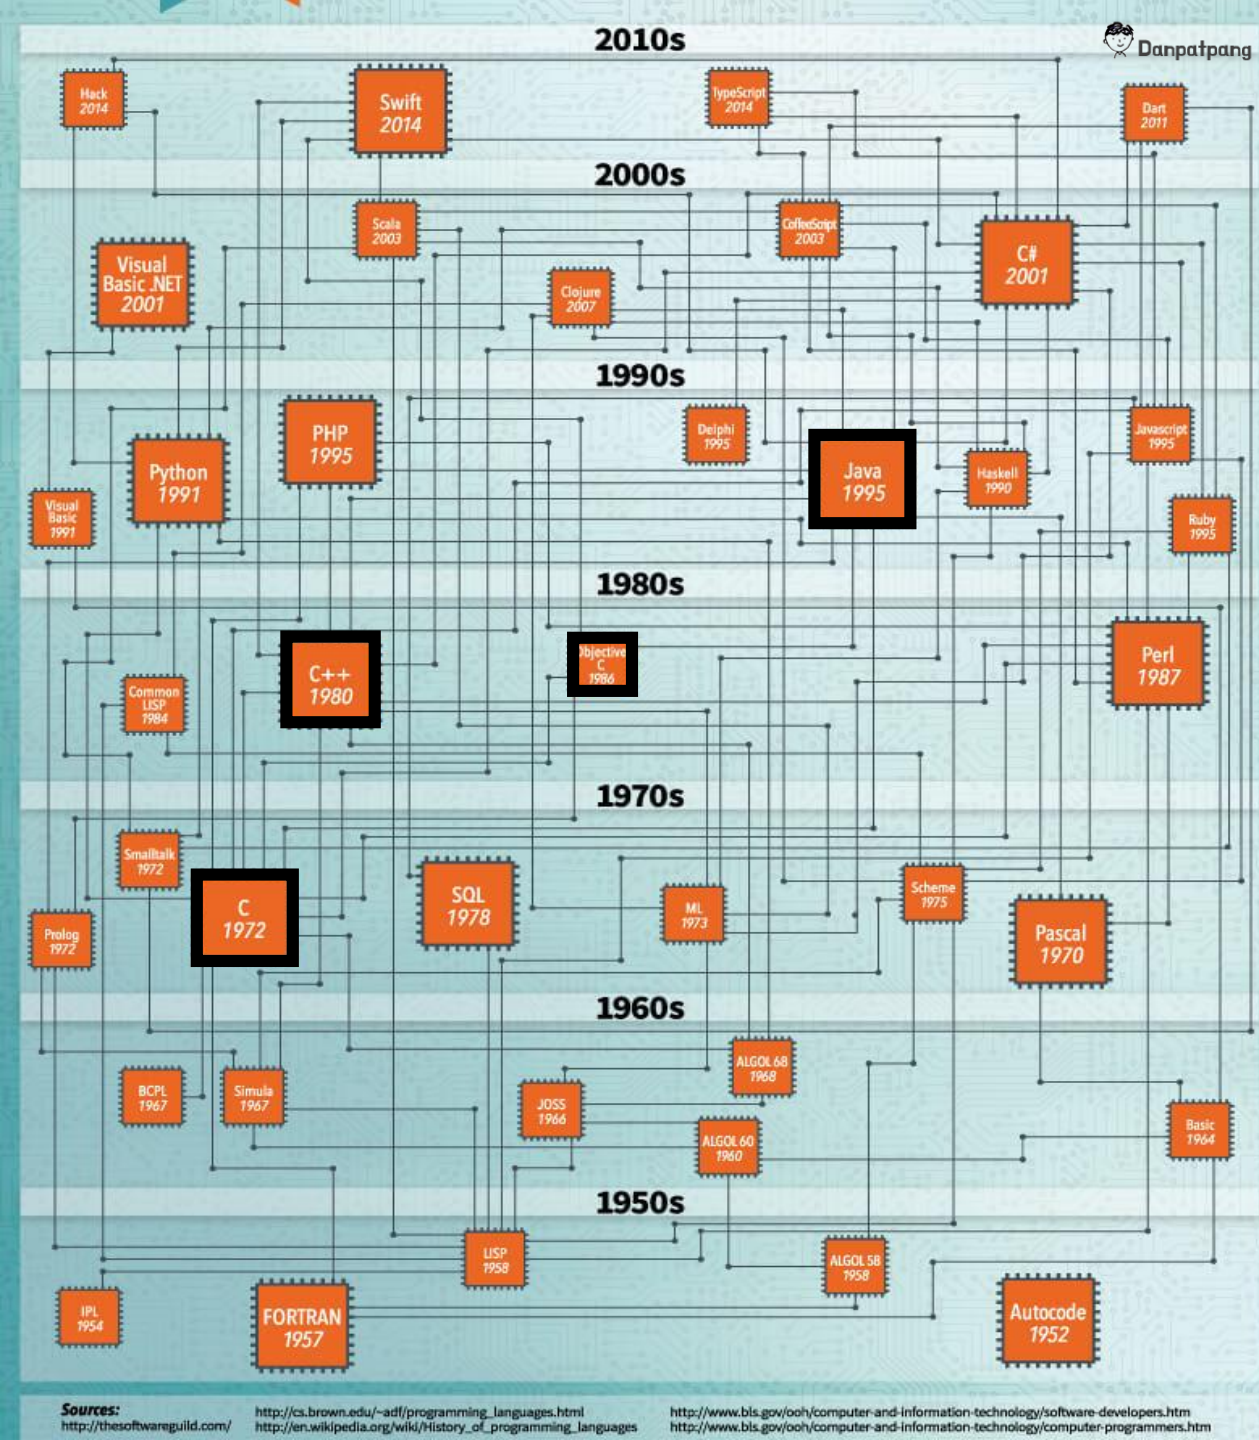 2010s
Danpatpang
Hack
2014
Swift
2014
TypeScript
2014
Dart
2011
2000s
Scala
2003
CoffeeScript
2003
Visual
Basic .NET
2001
Clojure
2007
C#
2001
1990s
PHP
1995
Delphi
1995
Javascript
1995
Python
1991
Java
1995
Haskell
1990
Visual
Basic
1991
Ruby
1995
1980s
C++
1980
Objective
C
1986
Perl
1987
Common
LISP
1984
1970s
Smalltalk
1972
C
1972
SQL
1978
ML
1973
Scheme
1975
Prolog
1972
Pascal
1970
1960s
ALGOL 68
1968
BCPL
1967
Simula
1967
JOSS
1966
ALGOL 60
1960
Basic
1964
1950s
LISP
1958
ALGOL 58
1958
IPL
1954
FORTRAN
1957
Autocode
1952
Sources:
http://thesoftwareguild.com/
http://cs.brown.edu/~adf/programming_languages.html
http://en.wikipedia.org/wiki/History_of_programming_languages
http://www.bls.gov/ooh/computer-and-information-technology/software-developers.htm
http://www.bls.gov/ooh/computer-and-information-technology/computer-programmers.htm